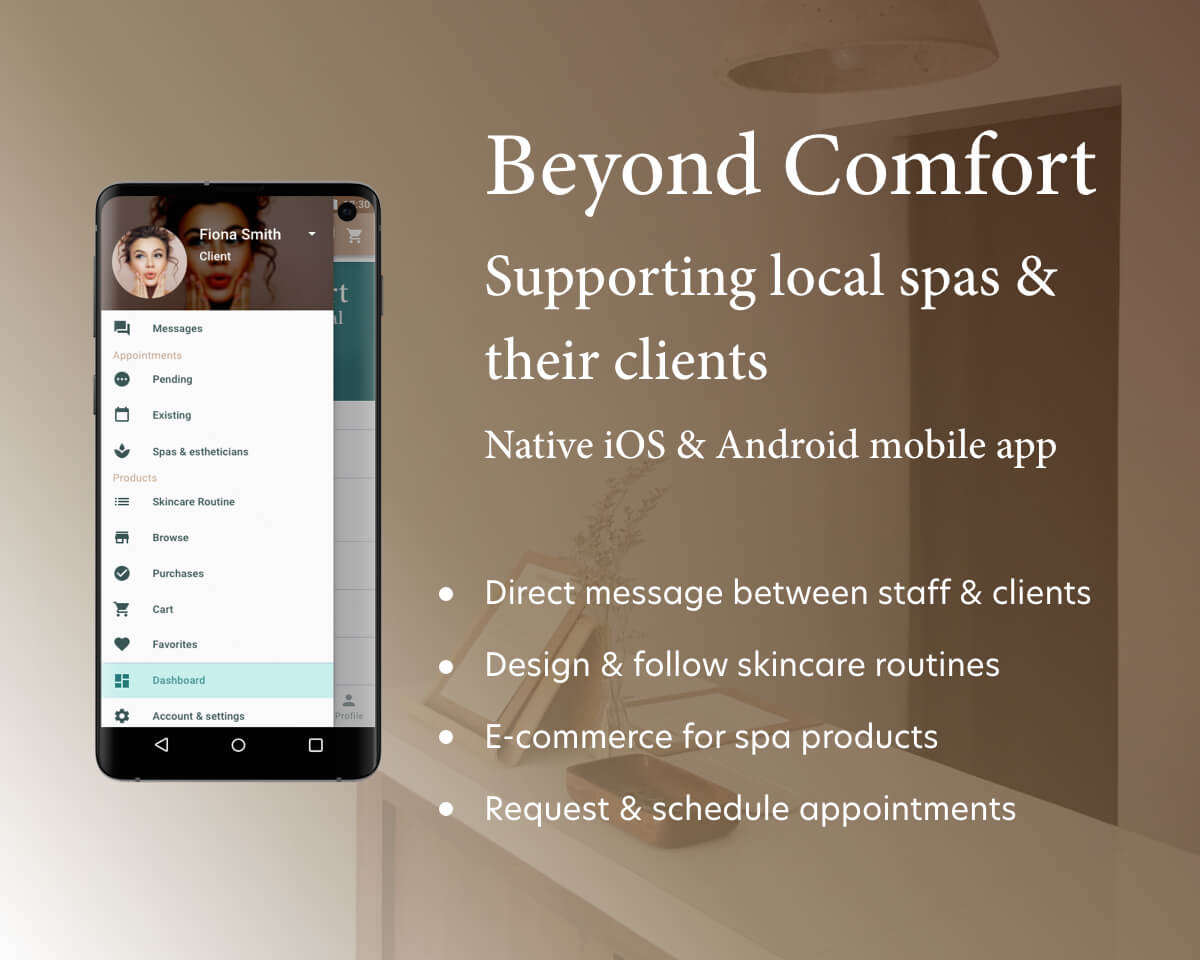 Beyond Comfort
Supporting local spas &
their clients
Native iOS & Android mobile app
• Direct message between staff & clients
• Design & follow skincare routines
• E-commerce for spa products
• Request & schedule appointments
Fiona Smith
Client
Messages
Appointments
Pending
Existing
Spas & estheticians
Products
Skincare Routine
Browse
Purchases
Cart
Favorites
Dashboard
Account & settings
Profile